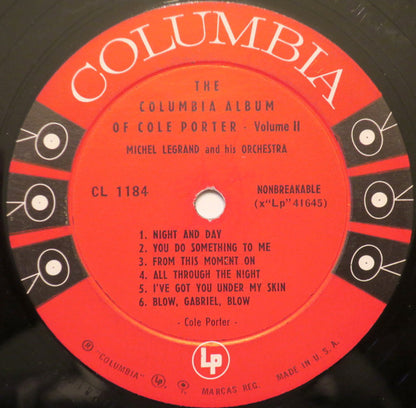 COLUMBIA
THE
COLUMBIA ALBUM
OF COLE PORTER - Volume II
MICHEL LEGRAND and his ORCHESTRA
CL 1184
NONBREAKABLE
(x"Lp"41645)
1. NIGHT AND DAY
2. YOU DO SOMETHING TO ME
3. FROM THIS MOMENT ON
4. ALL THROUGH THE NIGHT
5. I'VE GOT YOU UNDER MY SKIN
6. BLOW, GABRIEL, BLOW
- Cole Porter -
LP
® "COLUMBIA" MARCAS REG. MADE IN U. S. A.